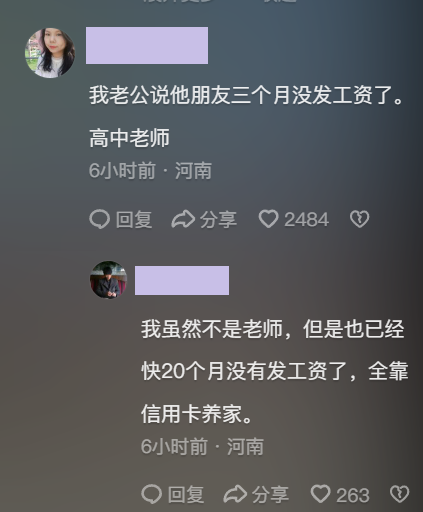 我老公说他朋友三个月没发工资了。
高中老师
6小时前 · 河南
回复 分享 2484
我虽然不是老师，但是也已经
快20个月没有发工资了，全靠
信用卡养家。
6小时前 · 河南
回复 分享 263